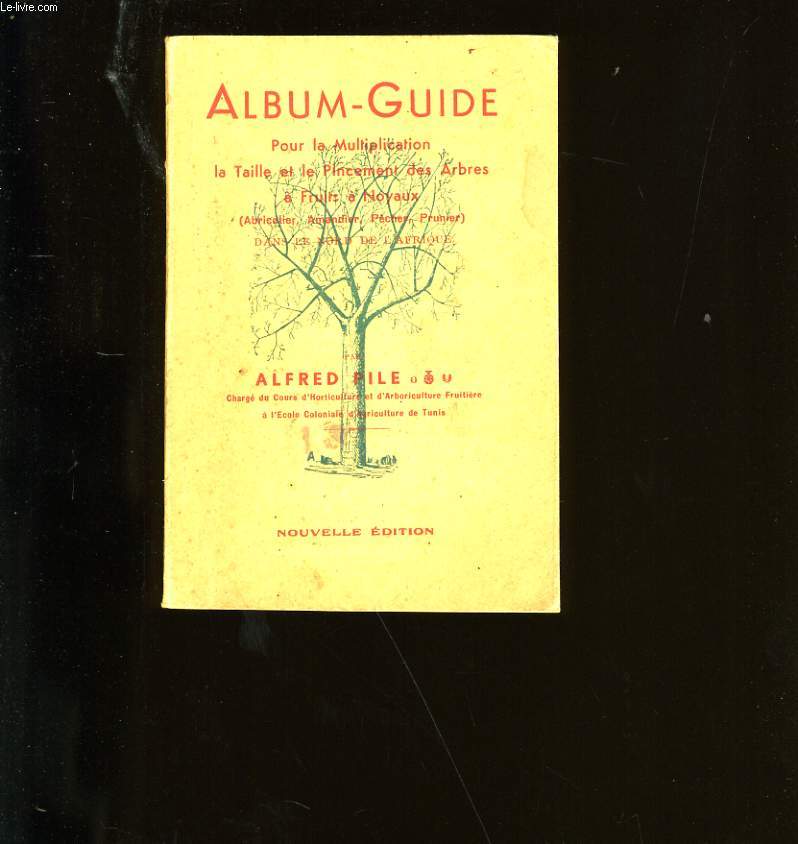 Le-livre.com
ALBUM-GUIDE
Pour la Multiplication
la Taille et le Pincement des Arbres
à Fruits à Noyaux
(Abricotier, Amandier, Pêcher, Prunier)
DANS LE NORD DE L'AFRIQUE
PAR
ALFRED PILE
Chargé du Cours d'Horticulture et d'Arboriculture Fruitière
à l'Ecole Coloniale d'Agriculture de Tunis
13
A
NOUVELLE ÉDITION